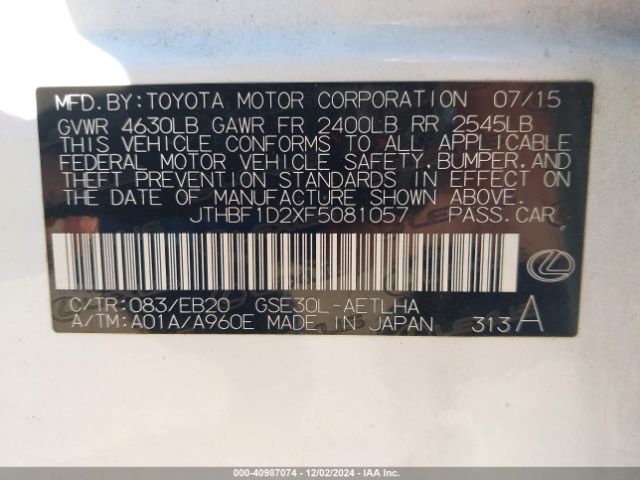 MFD. BY: TOYOTA MOTOR CORPORATION 07/15
GVWR 4630LB GAWR FR 2400LB RR 2545LB
THIS VEHICLE CONFORMS TO ALL APPLICABLE
FEDERAL MOTOR VEHICLE SAFETY, BUMPER, AND
THEFT PREVENTION STANDARDS IN EFFECT ON
THE DATE OF MANUFACTURE SHOWN ABOVE.
JTHBF1D2XF5081057 PASS. CAR
C/TR: 083/EB20 GSE30L-AETLHA
A/TM: A01A/A960E MADE IN JAPAN 313 A
000-40987074 - 12/02/2024 - IAA Inc.